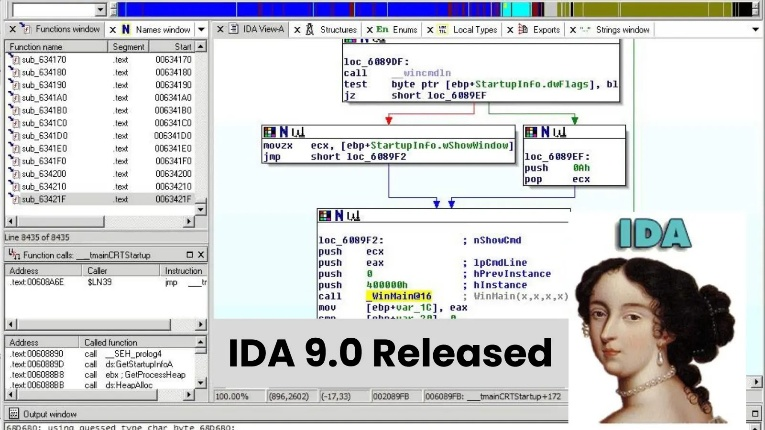 Functions window
Names window
IDA View-A
Structures
En
Enums
Local Types
Exports
Strings window
Function name Segment Start
sub_634170 .text 00634170
sub_634180 .text 00634180
sub_634190 .text 00634190
sub_6341A0 .text 006341A0
sub_6341B0 .text 006341B0
sub_6341C0 .text 006341C0
sub_6341D0 .text 006341D0
sub_6341E0 .text 006341E0
sub_6341F0 .text 006341F0
sub_634200 .text 00634200
sub_634210 .text 00634210
sub_63421F .text 0063421F
Line 8435 of 8435
Function calls: ___tmainCRTStartup
Address Caller Instruction
.text:00608A6E $LN39 jmp ___tr
Address Called function
.text:00608890 call __SEH_prolog4
.text:0060889D call ds:GetStartupInfoA
.text:006088B8 call ebx ; GetProcessHeap
.text:006088BB call ds:HeapAlloc
loc_6089DF:
call __wincmdln
test byte ptr [ebp+StartupInfo.dwFlags], bl
jz short loc_6089EF
movzx ecx, [ebp+StartupInfo.wShowWindow]
jmp short loc_6089F2
loc_6089EF:
push 0Ah
pop ecx
loc_6089F2: ; nShowCmd
push ecx
push eax ; lpCmdLine
push 0 ; hPrevInstance
push 400000h ; hInstance
call _WinMain@16 ; WinMain(x,x,x,x)
mov [ebp+var_1C], eax
IDA
IDA 9.0 Released
100.00% (896,2602) (-17,33) 002089FB 006089FB: ___tmainCRTStartup+172
Output window
68D680: using guessed type char byte_68D680;